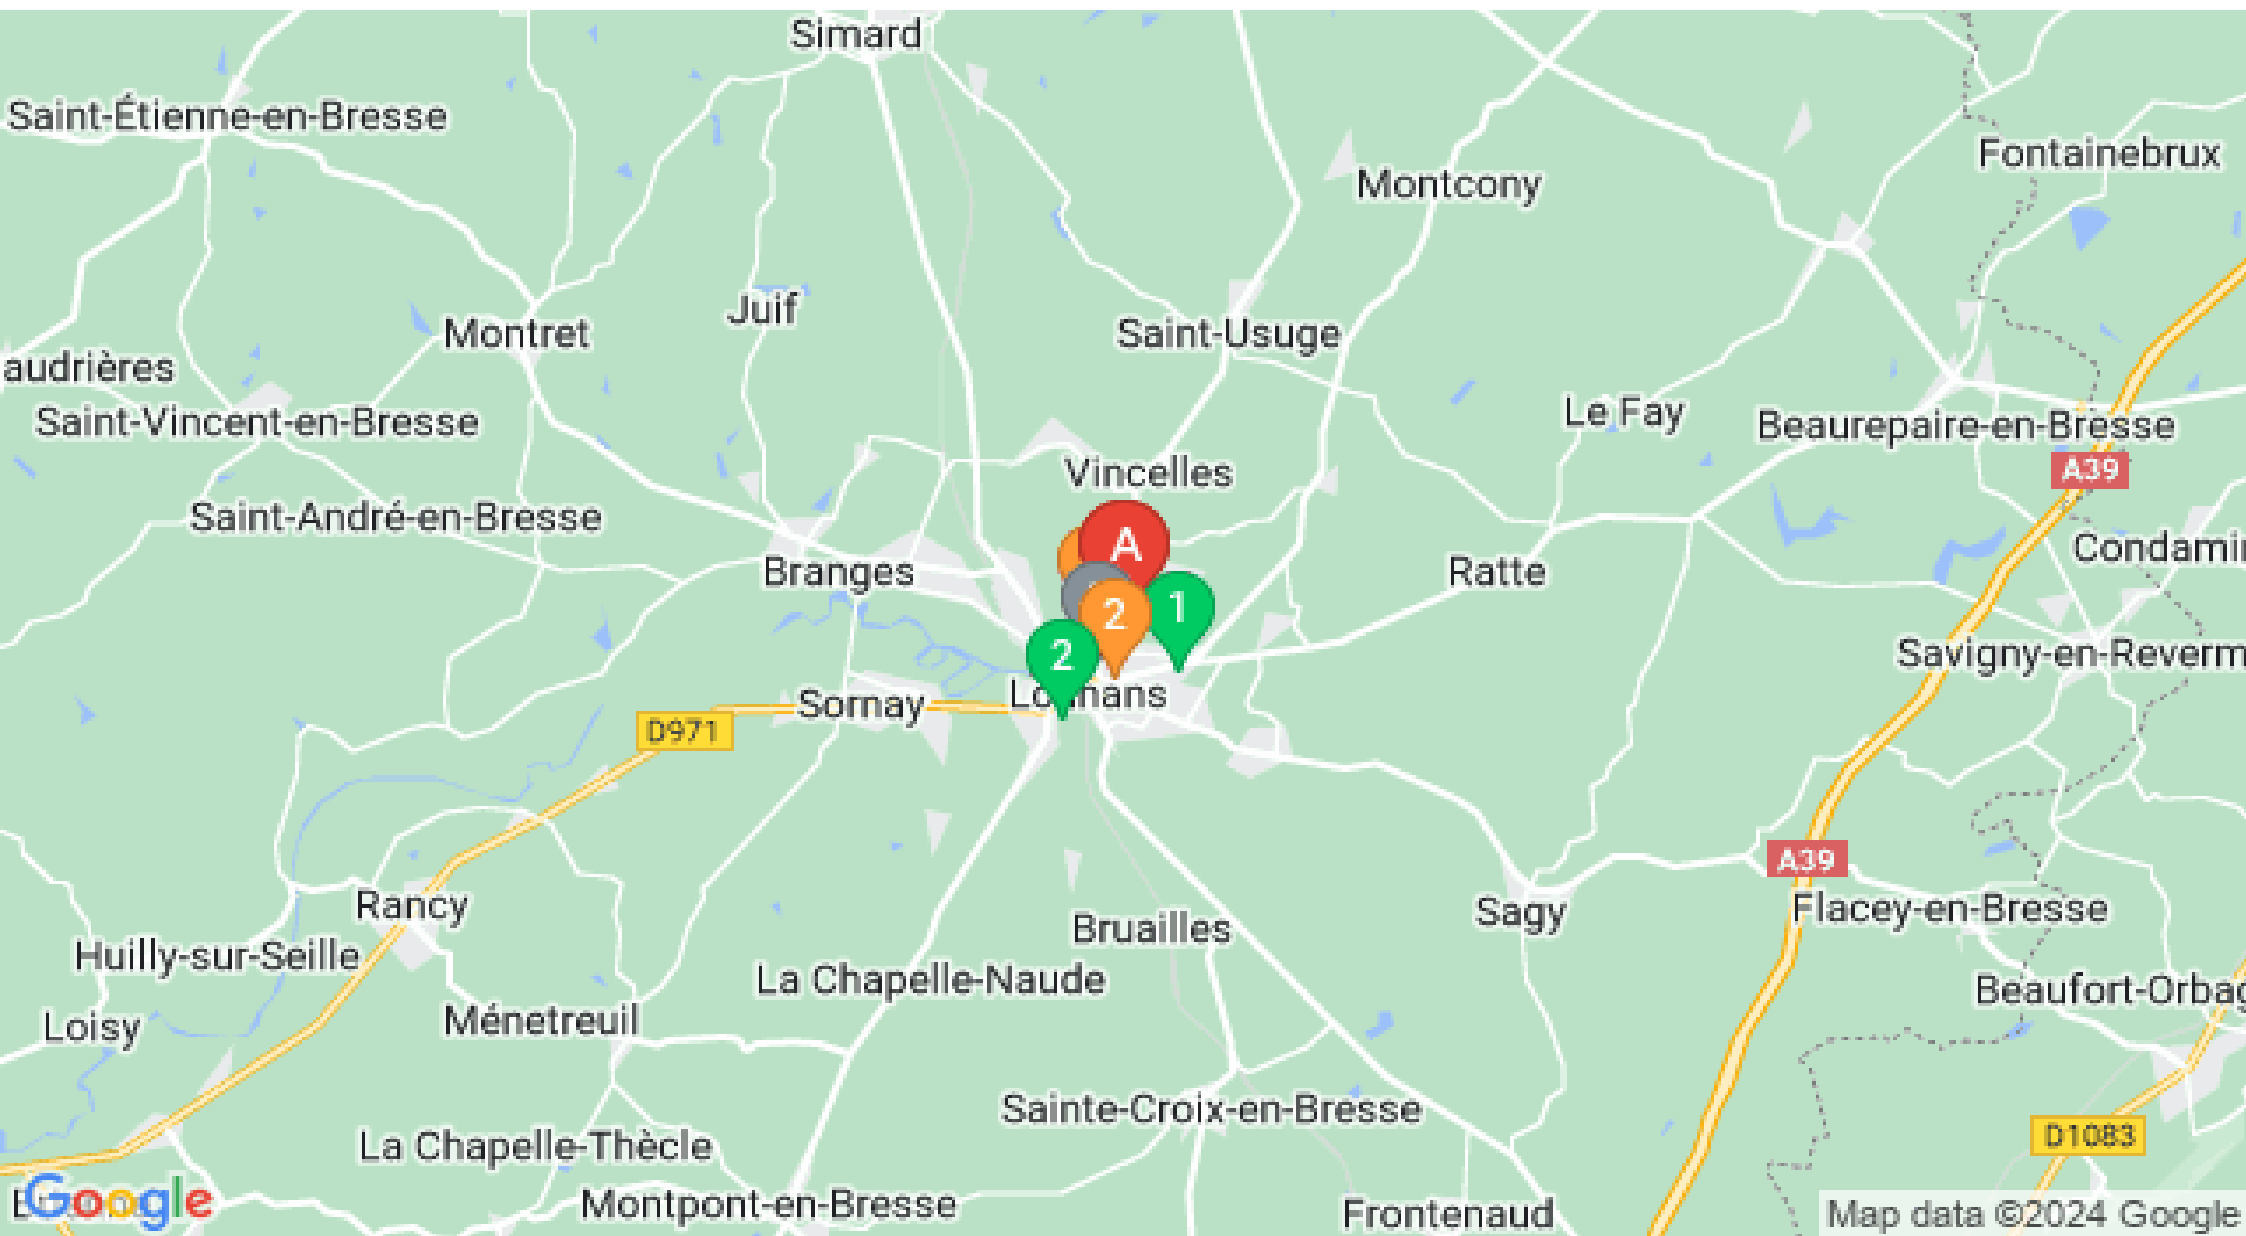 Simard
Saint-Étienne-en-Bresse
Fontainebrux
Montcony
Juif
Montret
Saint-Usuge
audrières
Le Fay
Saint-Vincent-en-Bresse
Beaurepaire-en-Bresse
A39
Vincelles
Saint-André-en-Bresse
A
Condamin
Branges
Ratte
1
2
2
Savigny-en-Reverm
Sornay
D971
A39
Rancy
Sagy
Flacey-en-Bresse
Bruailles
Huilly-sur-Seille
La Chapelle-Naude
Beaufort-Orbag
Loisy
Ménetreuil
Sainte-Croix-en-Bresse
D1083
La Chapelle-Thècle
Google
Montpont-en-Bresse
Frontenaud
Map data ©2024 Google